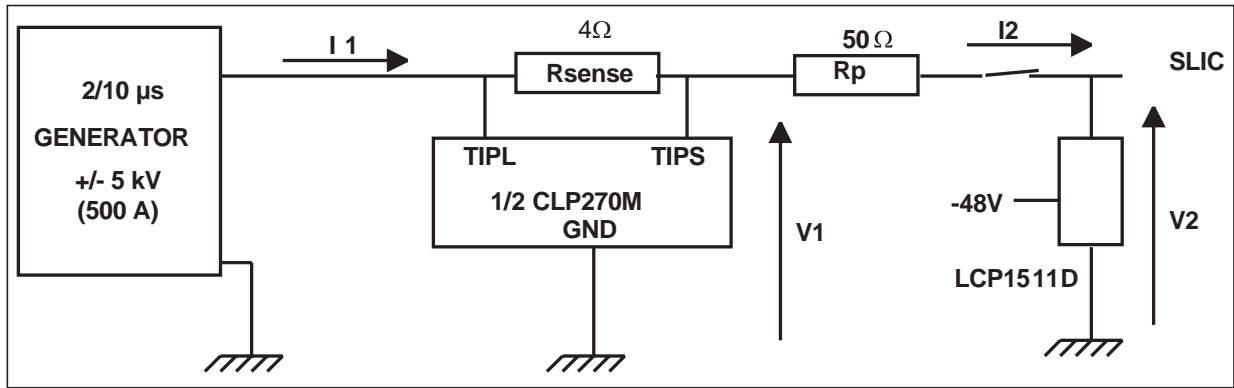 2/10 µs
GENERATOR
+/- 5 kV
(500 A)
I 1
4Ω
Rsense
TIPL TIPS
1/2 CLP270M
GND
50 Ω
Rp
I2
SLIC
V1
-48V
V2
LCP1511D